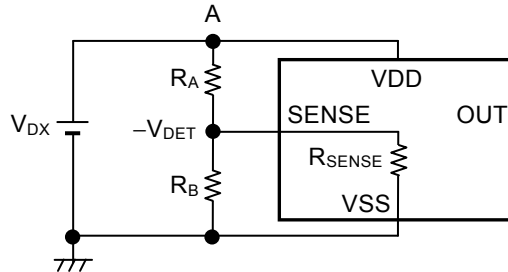 A
RA
VDD
SENSE
OUT
VDX
−VDET
RSENSE
RB
VSS